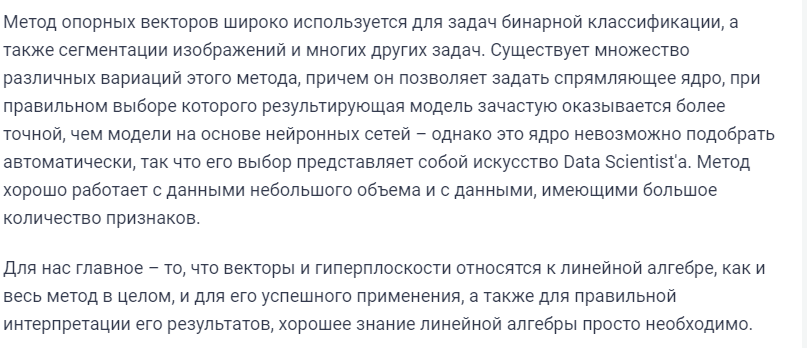 Метод опорных векторов широко используется для задач бинарной классификации, а
также сегментации изображений и многих других задач. Существует множество
различных вариаций этого метода, причем он позволяет задать спрямляющее ядро, при
правильном выборе которого результирующая модель зачастую оказывается более
точной, чем модели на основе нейронных сетей – однако это ядро невозможно подобрать
автоматически, так что его выбор представляет собой искусство Data Scientist'а. Метод
хорошо работает с данными небольшого объема и с данными, имеющими большое
количество признаков.
Для нас главное – то, что векторы и гиперплоскости относятся к линейной алгебре, как и
весь метод в целом, и для его успешного применения, а также для правильной
интерпретации его результатов, хорошее знание линейной алгебры просто необходимо.